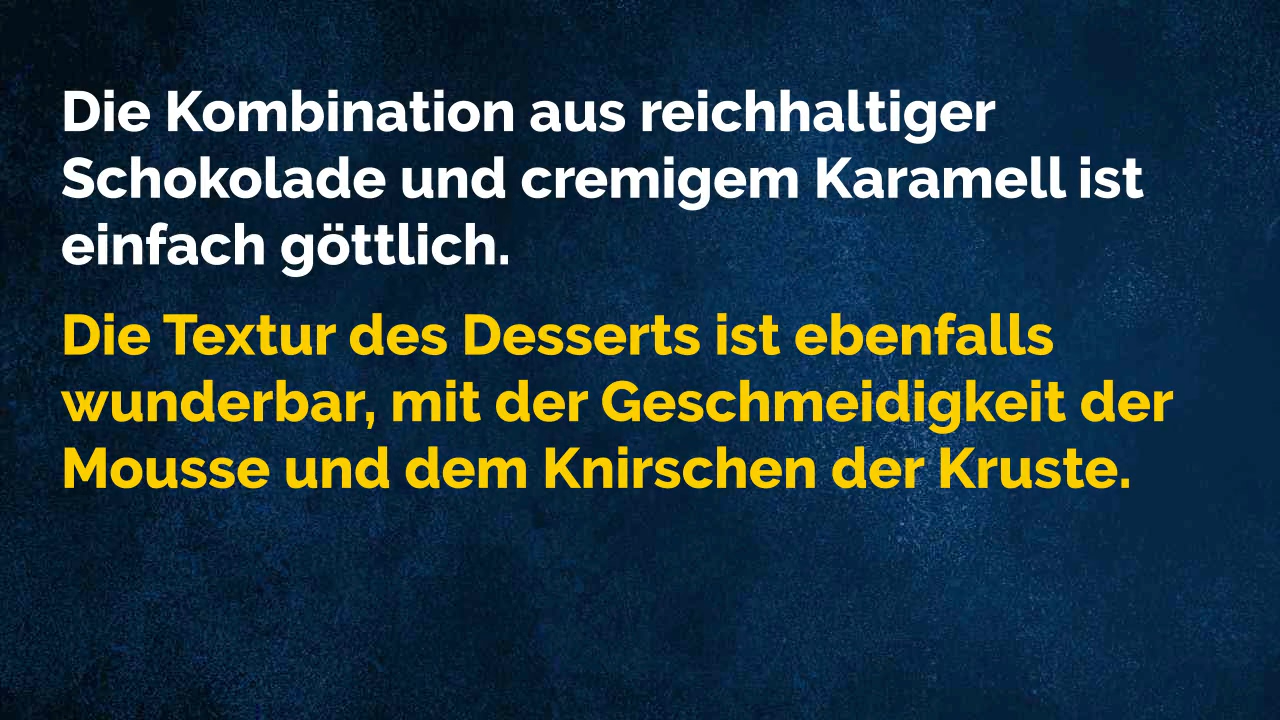 Die Kombination aus reichhaltiger
Schokolade und cremigem Karamell ist
einfach göttlich.
Die Textur des Desserts ist ebenfalls
wunderbar, mit der Geschmeidigkeit der
Mousse und dem Knirschen der Kruste.